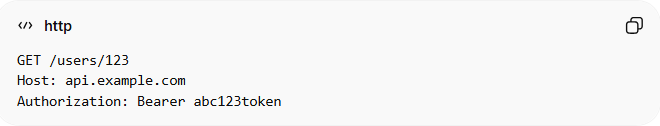 http
GET /users/123
Host: api.example.com
Authorization: Bearer abc123token